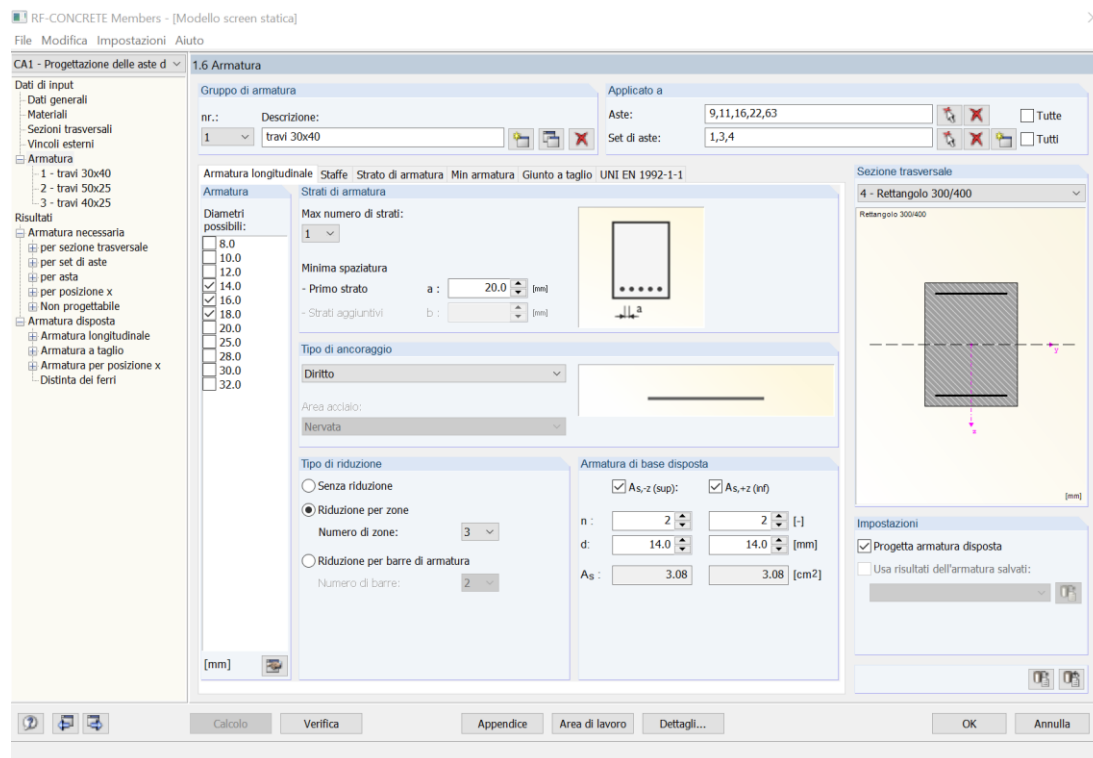 RF-CONCRETE Members - [Modello screen statica]
File Modifica Impostazioni Aiuto
CA1 - Progettazione delle aste d
1.6 Armatura
Dati di input
Dati generali
Materiali
Sezioni trasversali
Vincoli esterni
Armatura
1 - travi 30x40
2 - travi 50x25
3 - travi 40x25
Risultati
Armatura necessaria
per sezione trasversale
per set di aste
per asta
per posizione x
Non progettabile
Armatura disposta
Armatura longitudinale
Armatura a taglio
Armatura per posizione x
Distinta dei ferri
Gruppo di armatura
nr.: Descrizione:
1 travi 30x40
Applicato a
Aste: 9,11,16,22,63 Tutte
Set di aste: 1,3,4 Tutti
Armatura longitudinale Staffe Strato di armatura Min armatura Giunto a taglio UNI EN 1992-1-1
Armatura
Diametri
possibili:
8.0
10.0
12.0
14.0
16.0
18.0
20.0
25.0
28.0
30.0
32.0
[mm]
Strati di armatura
Max numero di strati:
1
Minima spaziatura
- Primo strato a : 20.0 [mm]
- Strati aggiuntivi b : [mm]
a
Tipo di ancoraggio
Diritto
Area acciaio:
Nervata
Tipo di riduzione
Senza riduzione
Riduzione per zone
Numero di zone: 3
Riduzione per barre di armatura
Numero di barre: 2
Armatura di base disposta
As,-z (sup): As,+z (inf)
n : 2 2 [-]
d: 14.0 14.0 [mm]
As : 3.08 3.08 [cm2]
Sezione trasversale
4 - Rettangolo 300/400
Rettangolo 300/400
y
z
[mm]
Impostazioni
Progetta armatura disposta
Usa risultati dell'armatura salvati:
Calcolo Verifica Appendice Area di lavoro Dettagli... OK Annulla